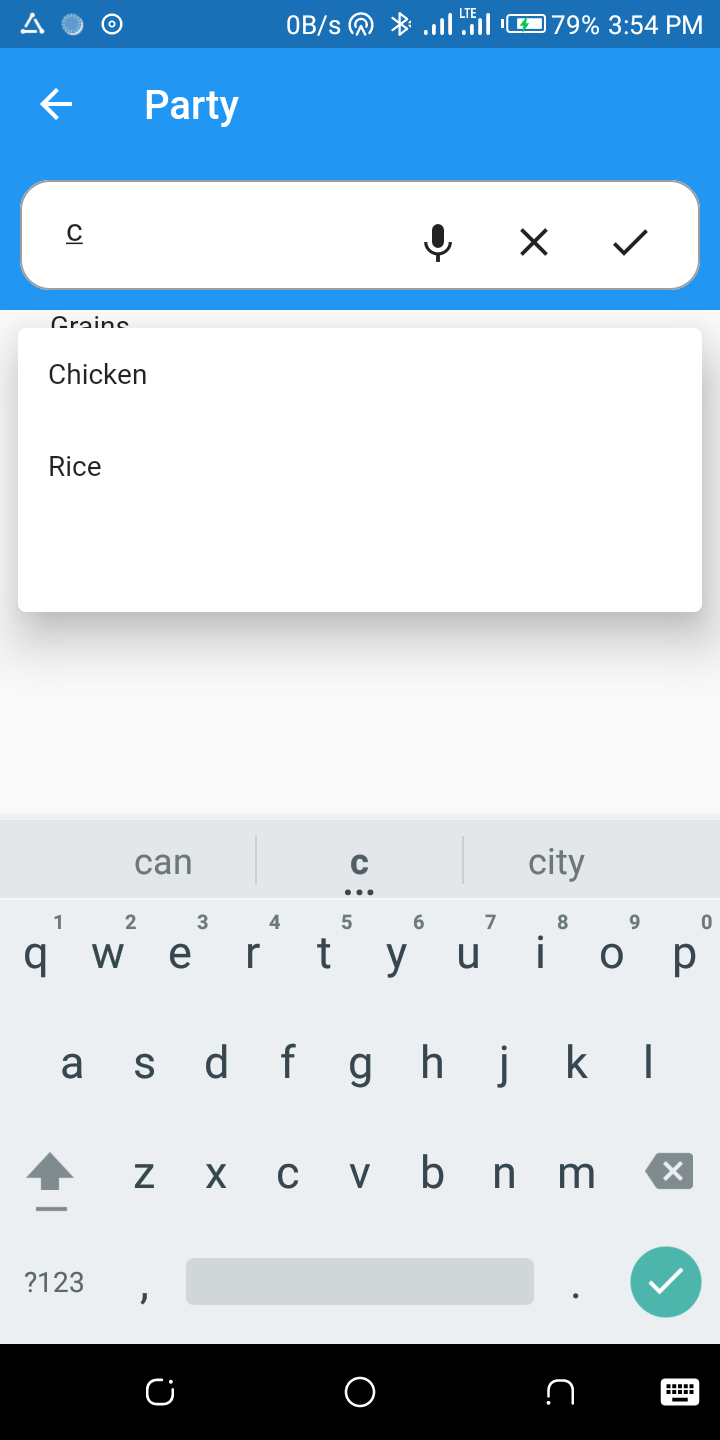 0B/s LTE 79% 3:54 PM
Party
c
Grains
Chicken
Rice
can c city
1 2 3 4 5 6 7 8 9 0
q w e r t y u i o p
a s d f g h j k l
z x c v b n m
?123 , .